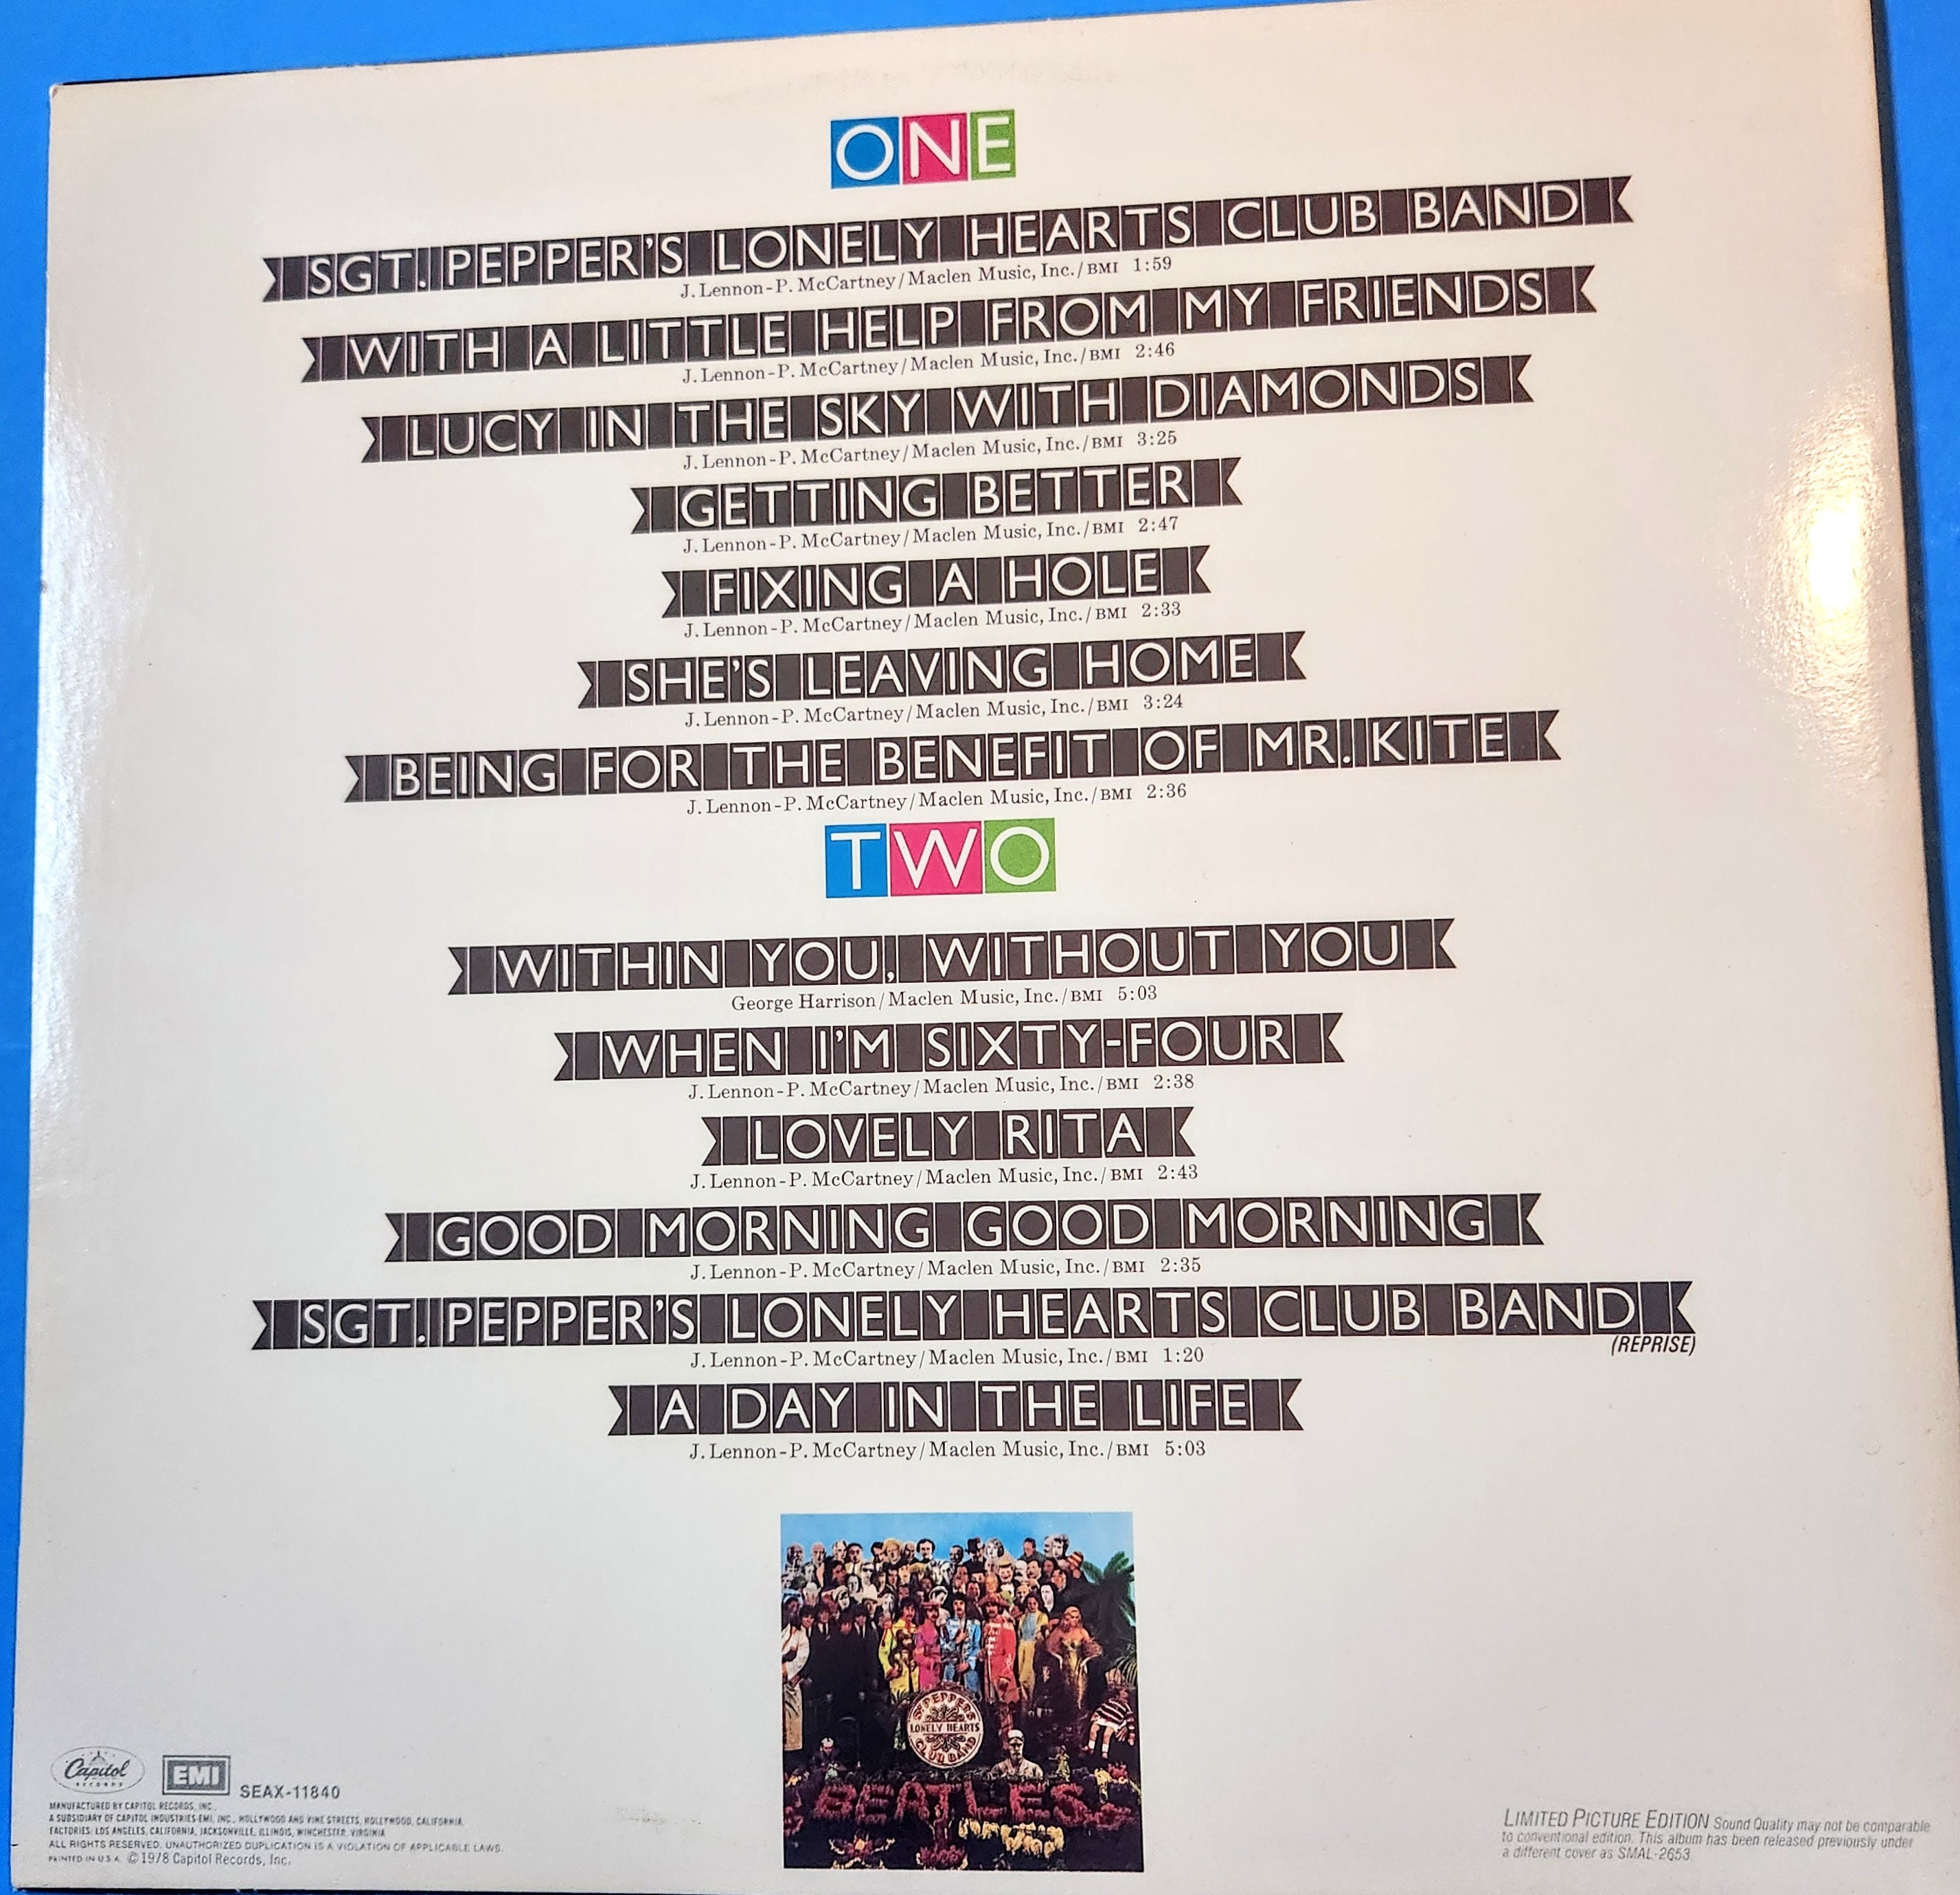 ONE
SGT. PEPPER'S LONELY HEARTS CLUB BAND
J. Lennon-P. McCartney/Maclen Music, Inc./BMI 1:59
WITH A LITTLE HELP FROM MY FRIENDS
J. Lennon-P. McCartney/Maclen Music, Inc./BMI 2:46
LUCY IN THE SKY WITH DIAMONDS
J. Lennon-P. McCartney/Maclen Music, Inc./BMI 3:25
GETTING BETTER
J. Lennon-P. McCartney/Maclen Music, Inc./BMI 2:47
FIXING A HOLE
J. Lennon-P. McCartney/Maclen Music, Inc./BMI 2:33
SHE'S LEAVING HOME
J. Lennon-P. McCartney/Maclen Music, Inc./BMI 3:24
BEING FOR THE BENEFIT OF MR. KITE
J. Lennon-P. McCartney/Maclen Music, Inc./BMI 2:36
TWO
WITHIN YOU, WITHOUT YOU
George Harrison/Maclen Music, Inc./BMI 5:03
WHEN I'M SIXTY-FOUR
J. Lennon-P. McCartney/Maclen Music, Inc./BMI 2:38
LOVELY RITA
J. Lennon-P. McCartney/Maclen Music, Inc./BMI 2:43
GOOD MORNING GOOD MORNING
J. Lennon-P. McCartney/Maclen Music, Inc./BMI 2:35
SGT. PEPPER'S LONELY HEARTS CLUB BAND
(REPRISE)
J. Lennon-P. McCartney/Maclen Music, Inc./BMI 1:20
A DAY IN THE LIFE
J. Lennon-P. McCartney/Maclen Music, Inc./BMI 5:03
SGT. PEPPERS
LONELY HEARTS
CLUB BAND
BEATLES
Capitol
RECORDS
EMI
SEAX-11840
MANUFACTURED BY CAPITOL RECORDS, INC.,
A SUBSIDIARY OF CAPITOL INDUSTRIES-EMI, INC., HOLLYWOOD AND VINE STREETS, HOLLYWOOD, CALIFORNIA.
FACTORIES: LOS ANGELES, CALIFORNIA, JACKSONVILLE, ILLINOIS, WINCHESTER, VIRGINIA
ALL RIGHTS RESERVED. UNAUTHORIZED DUPLICATION IS A VIOLATION OF APPLICABLE LAWS.
PRINTED IN U.S.A. © 1978 Capitol Records, Inc.
LIMITED PICTURE EDITION Sound Quality may not be comparable
to conventional edition. This album has been released previously under
a different cover as SMAL-2653